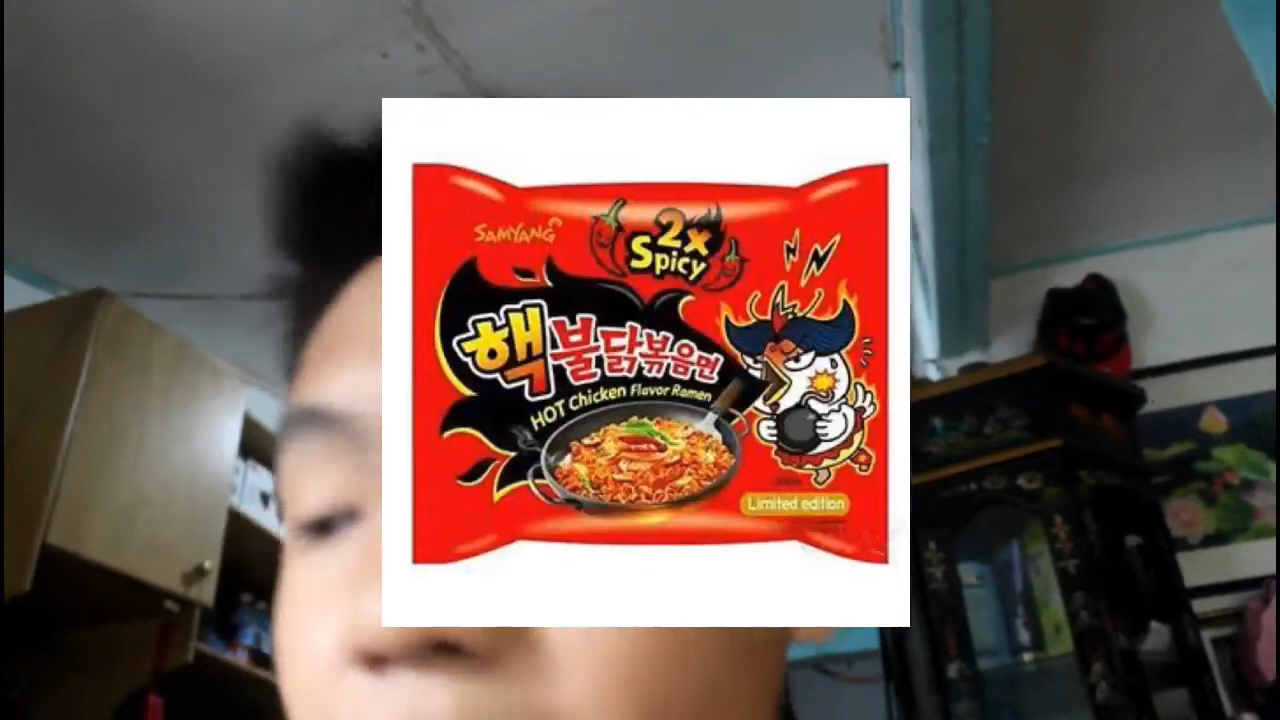 SAMYANG
2x
Spicy
핵불닭볶음면
HOT Chicken Flavor Ramen
Limited edition